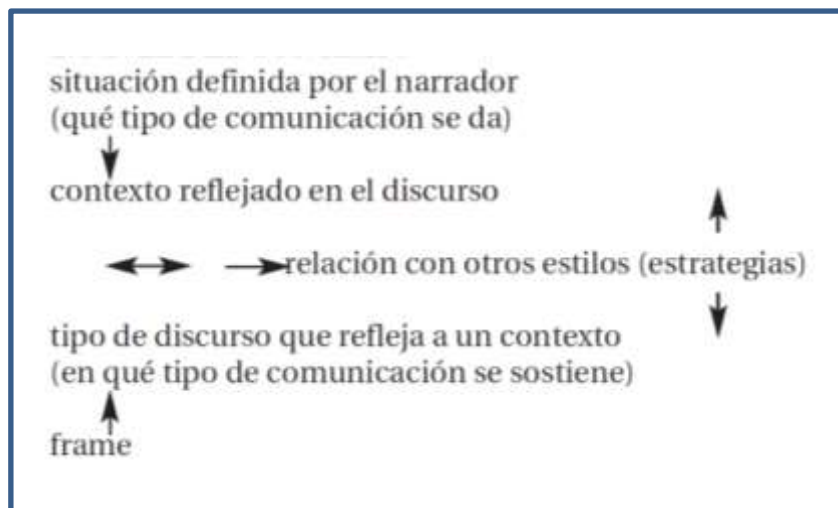 situación definida por el narrador
(qué tipo de comunicación se da)
contexto reflejado en el discurso
relación con otros estilos (estrategias)
tipo de discurso que refleja a un contexto
(en qué tipo de comunicación se sostiene)
frame